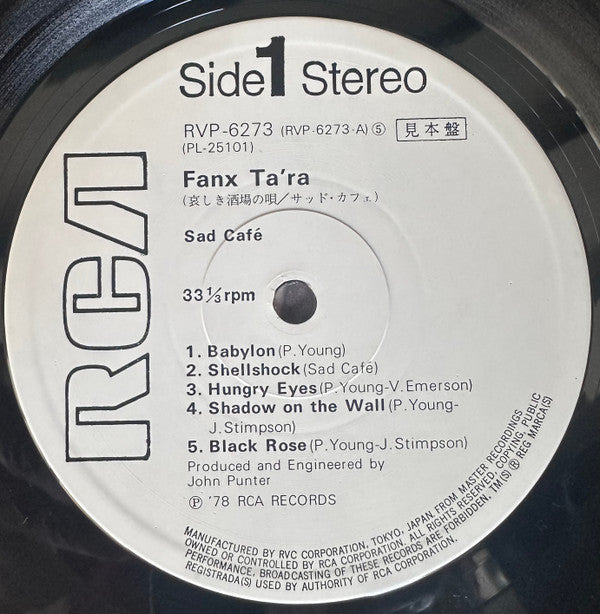 Side 1 Stereo
RVP-6273 (RVP-6273-A) ⑤ 見本盤
(PL-25101)
Fanx Ta'ra
(哀しき酒場の唄/サッド・カフェ)
Sad Café
33⅓rpm
1. Babylon (P.Young)
2. Shellshock (Sad Café)
3. Hungry Eyes (P.Young-V.Emerson)
4. Shadow on the Wall (P.Young-
J.Stimpson)
5. Black Rose (P.Young-J.Stimpson)
Produced and Engineered by
John Punter
Ⓟ '78 RCA RECORDS
RCA
MANUFACTURED BY RVC CORPORATION, TOKYO, JAPAN, FROM MASTER RECORDINGS
OWNED OR CONTROLLED BY RCA CORPORATION. ALL RIGHTS RESERVED. COPYING, PUBLIC
PERFORMANCE, BROADCASTING OF THESE RECORDS ARE FORBIDDEN. TM(S) ® REG MARCA(S)
REGISTRADA(S) USED BY AUTHORITY OF RCA CORPORATION.